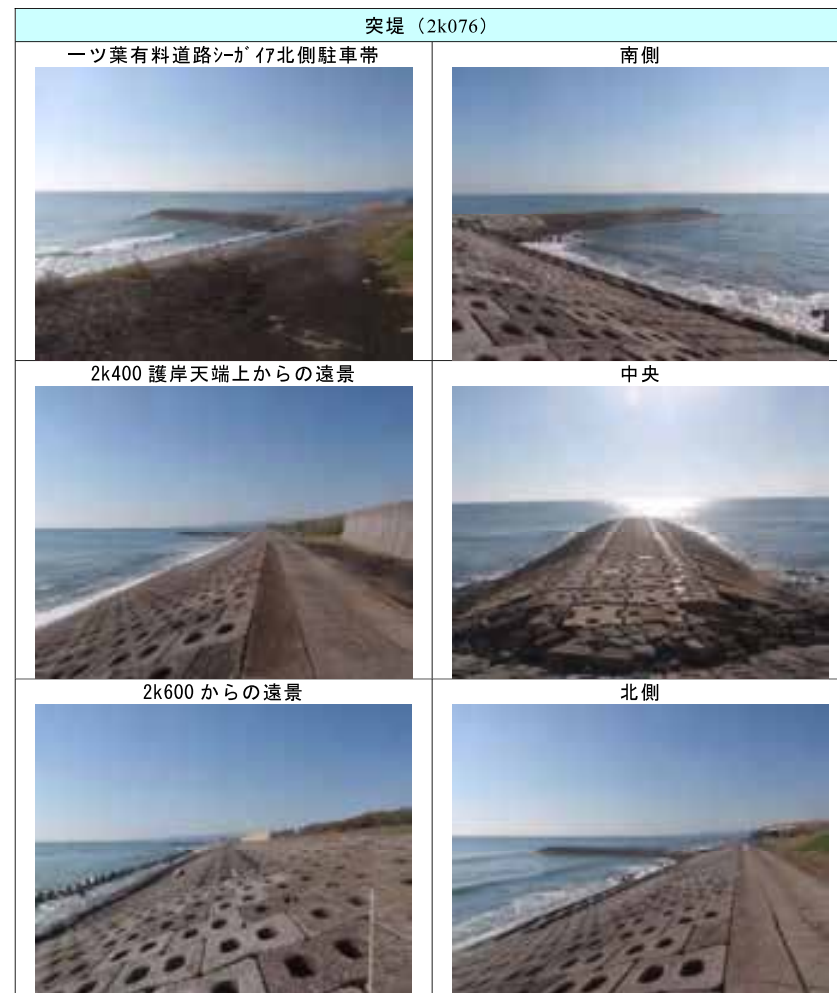 突堤（2k076）
一ツ葉有料道路ｼｰｶﾞｲｱ北側駐車帯
南側
2k400 護岸天端上からの遠景
中央
2k600 からの遠景
北側